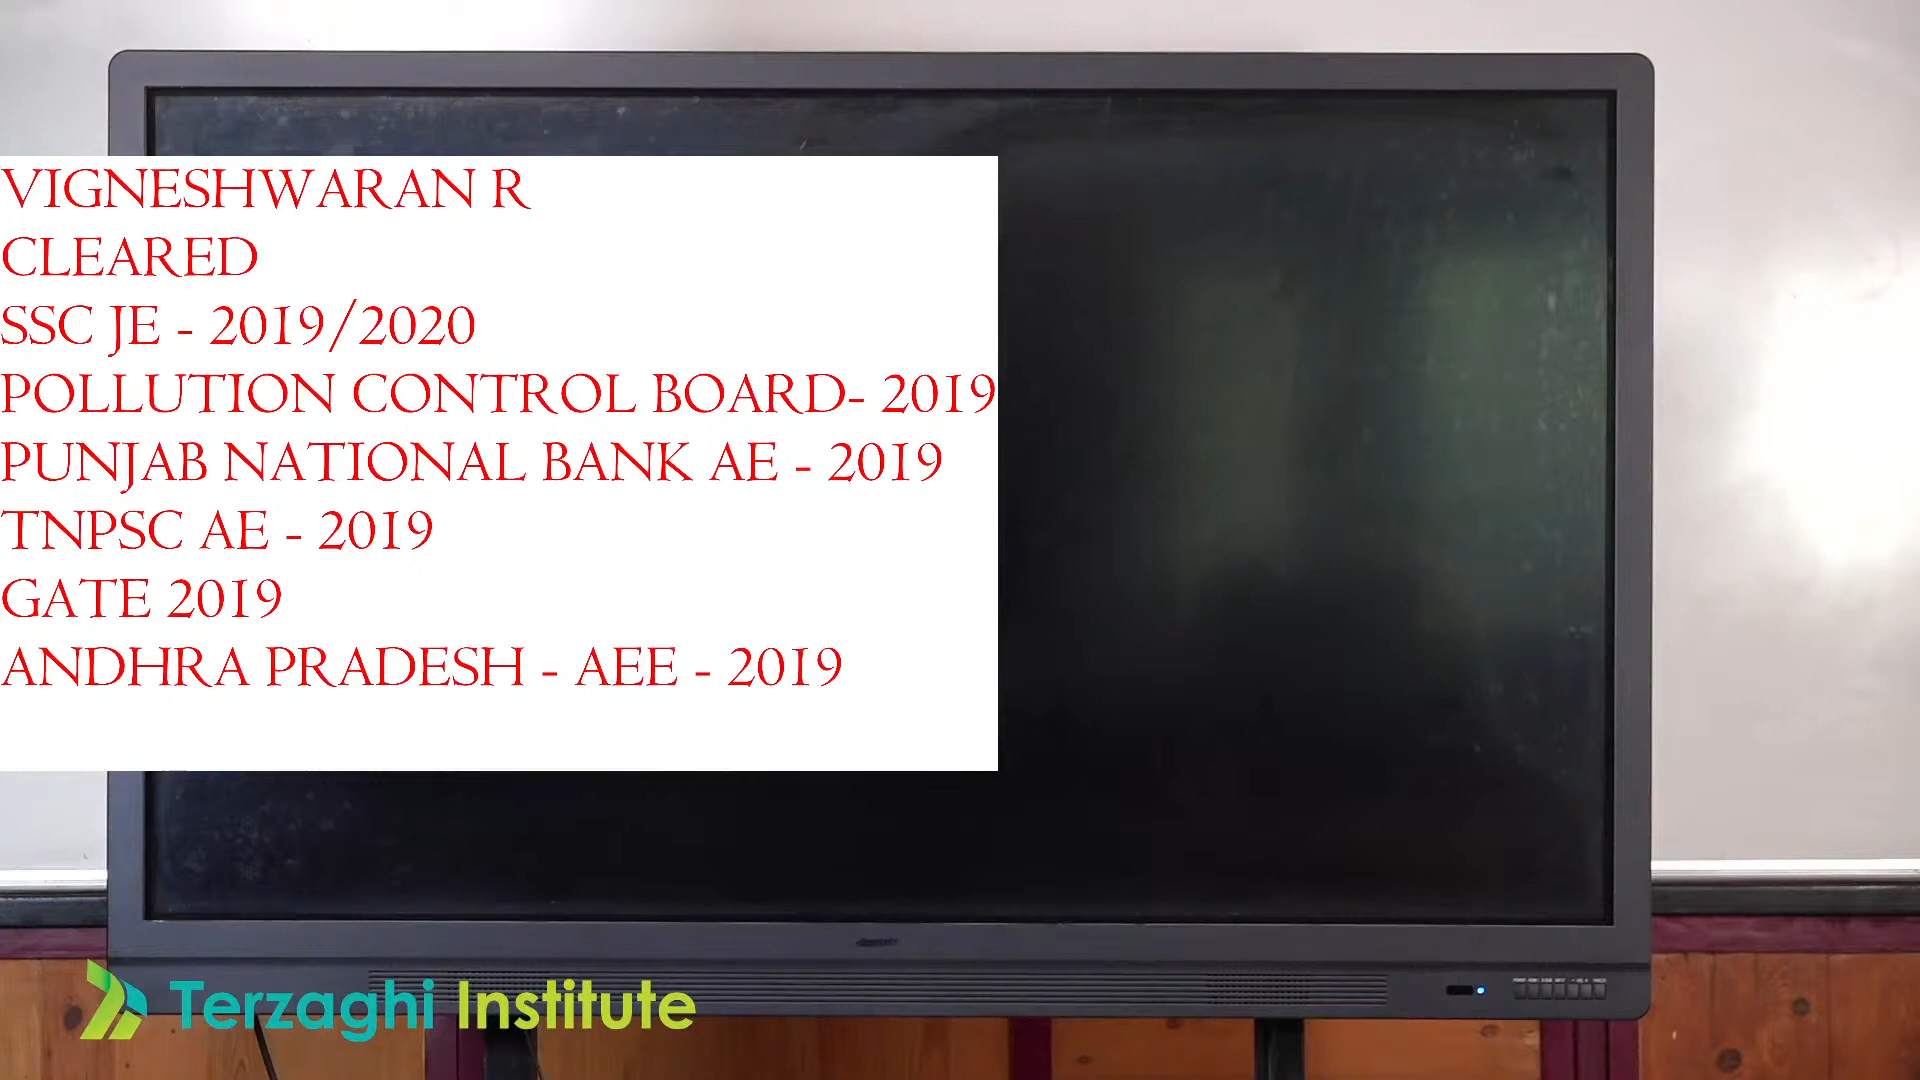 VIGNESHWARAN R
CLEARED
SSC JE - 2019/2020
POLLUTION CONTROL BOARD- 2019
PUNJAB NATIONAL BANK AE - 2019
TNPSC AE - 2019
GATE 2019
ANDHRA PRADESH - AEE - 2019
Terzaghi Institute